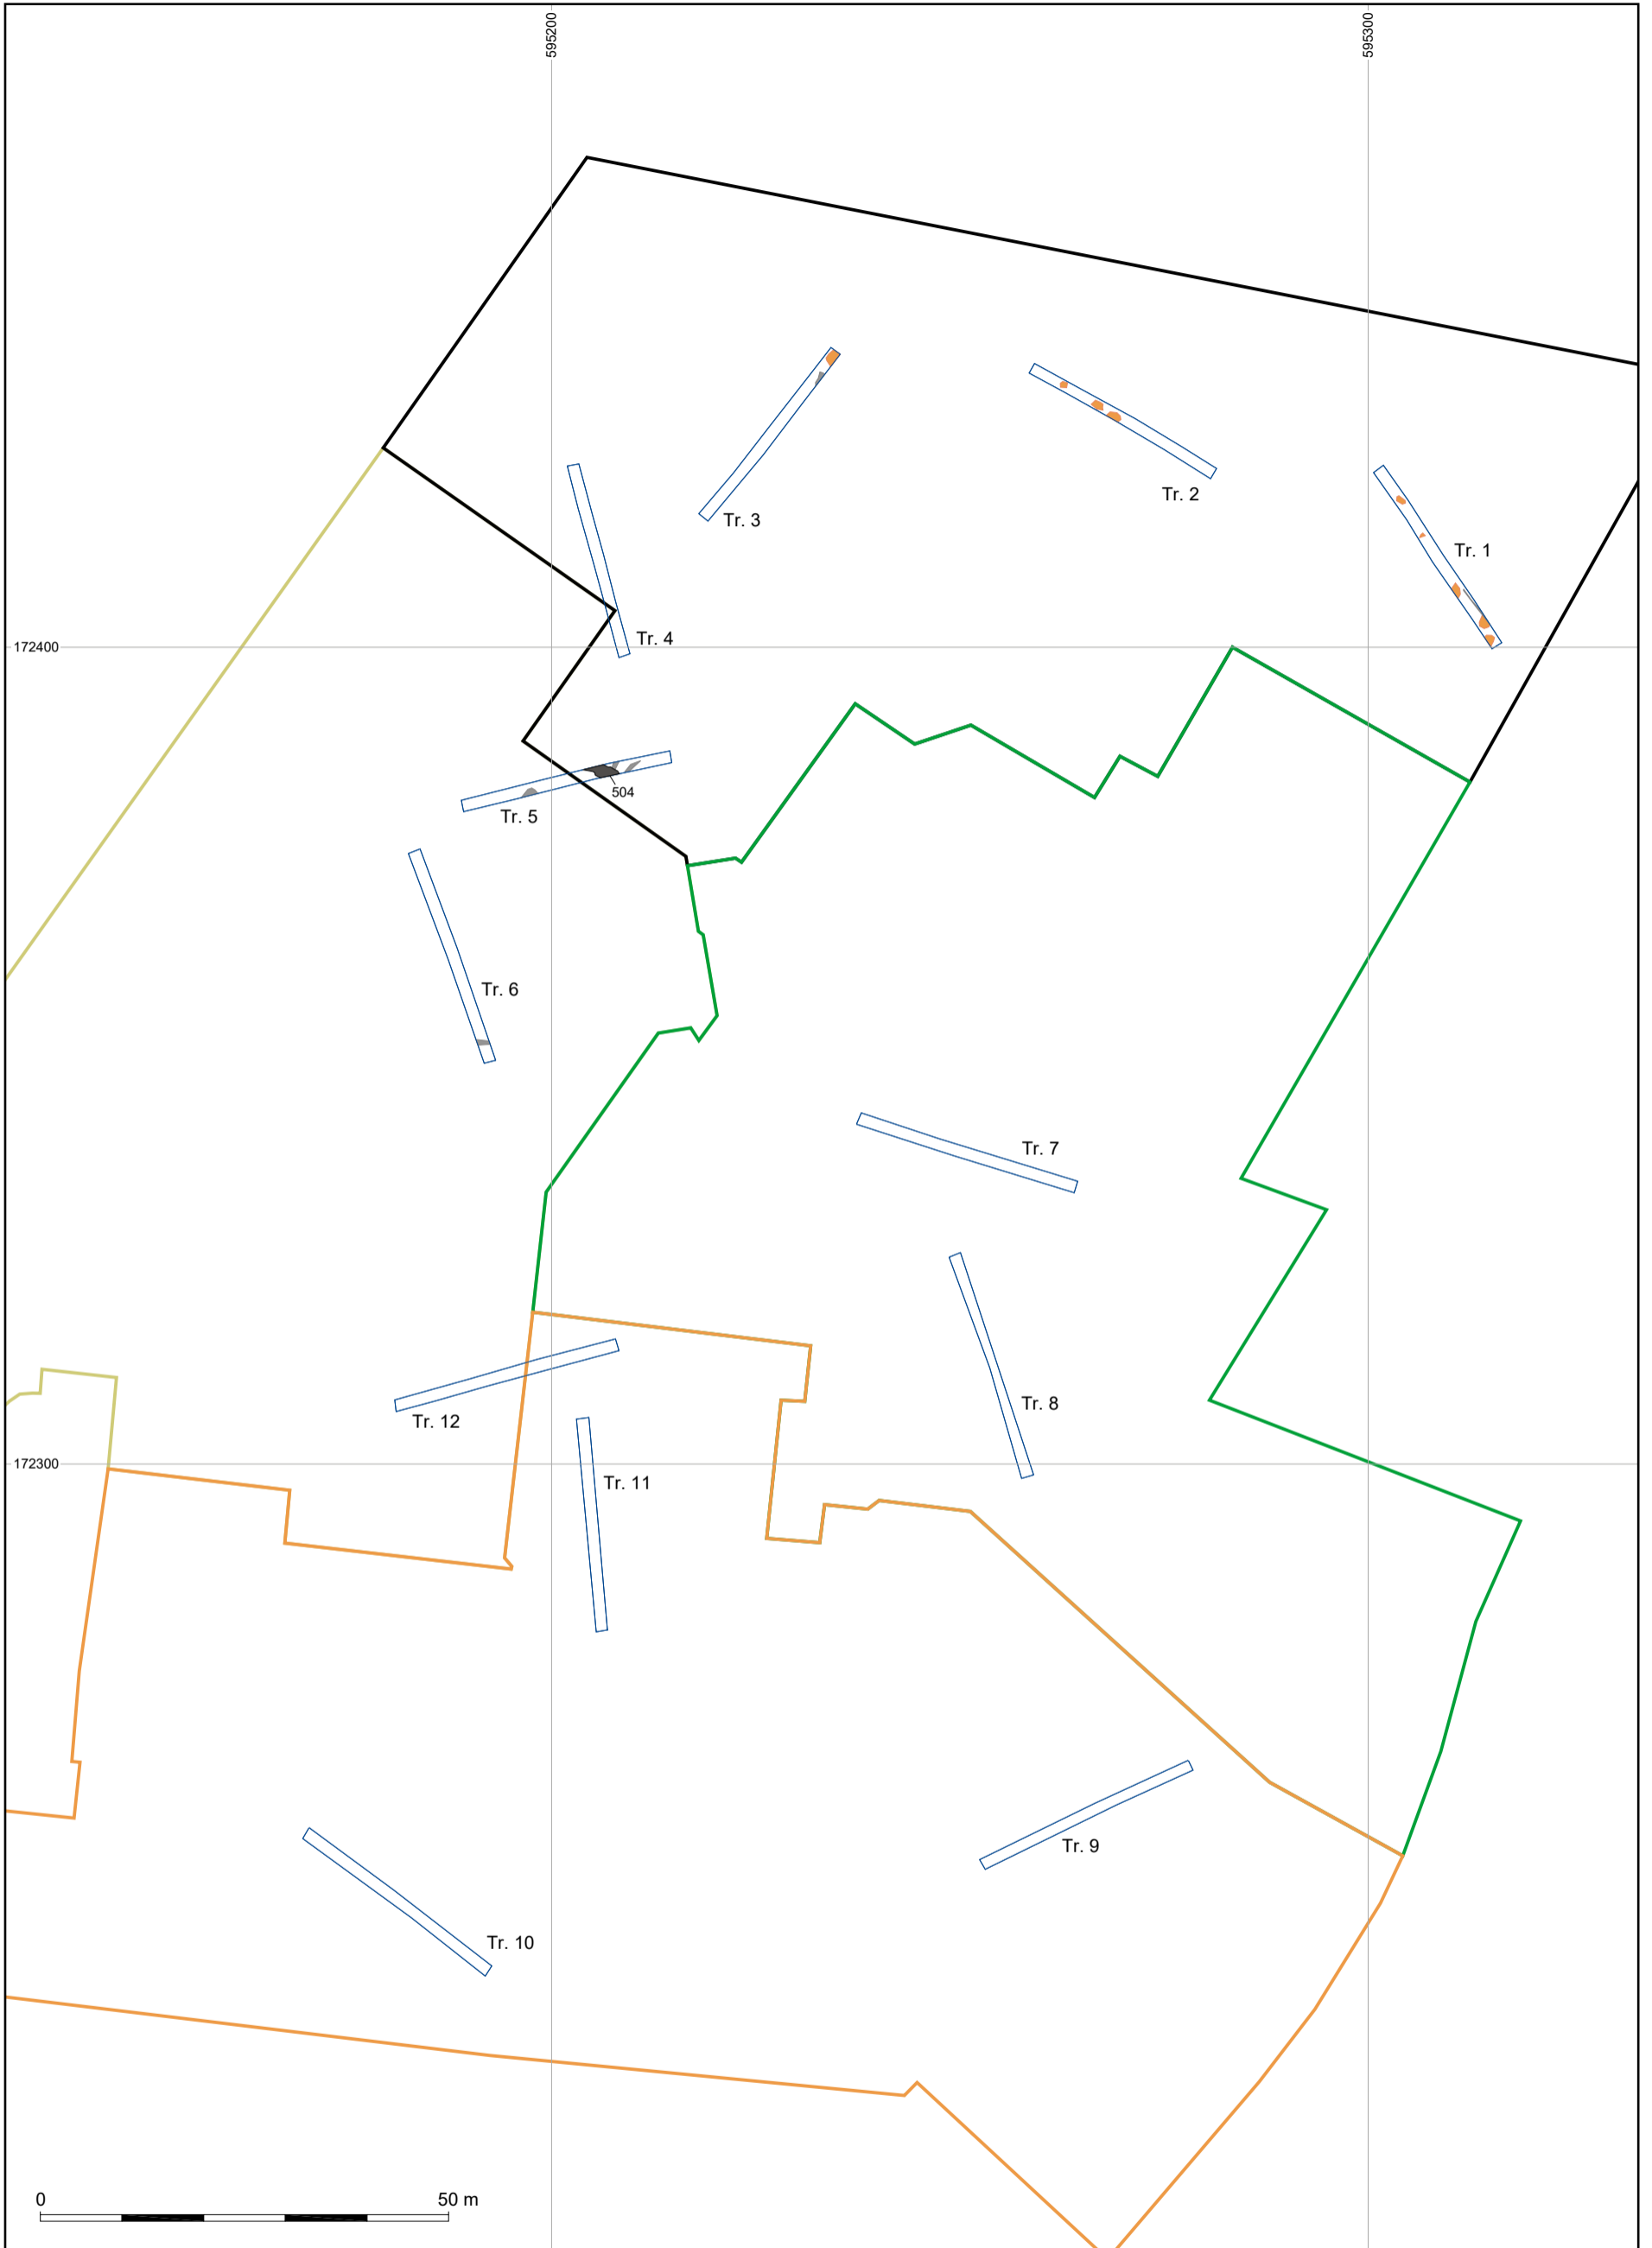 595200
595300
Tr. 2
Tr. 3
Tr. 1
Tr. 4
172400
504
Tr. 5
Tr. 6
Tr. 7
Tr. 8
Tr. 12
172300
Tr. 11
Tr. 9
Tr. 10
0
50 m